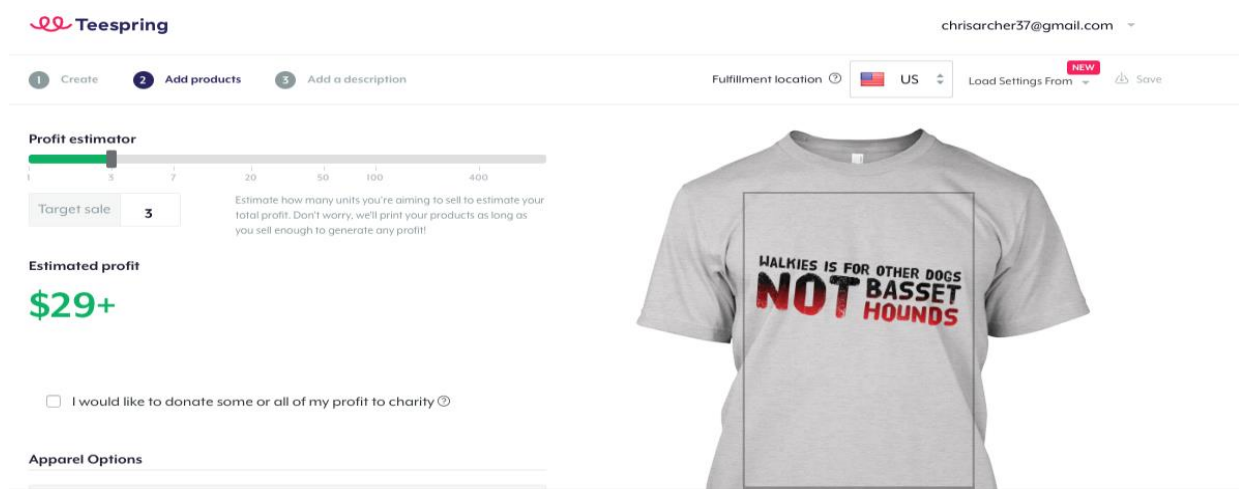 Teespring
chrisarcher37@gmail.com
1 Create 2 Add products 3 Add a description
Fulfillment location ? US Load Settings From NEW Save
Profit estimator
1 3 7 20 50 100 400
Target sale 3
Estimate how many units you're aiming to sell to estimate your
total profit. Don't worry, we'll print your products as long as
you sell enough to generate any profit!
Estimated profit
$29+
I would like to donate some or all of my profit to charity ?
Apparel Options
WALKIES IS FOR OTHER DOGS
NOT BASSET
HOUNDS